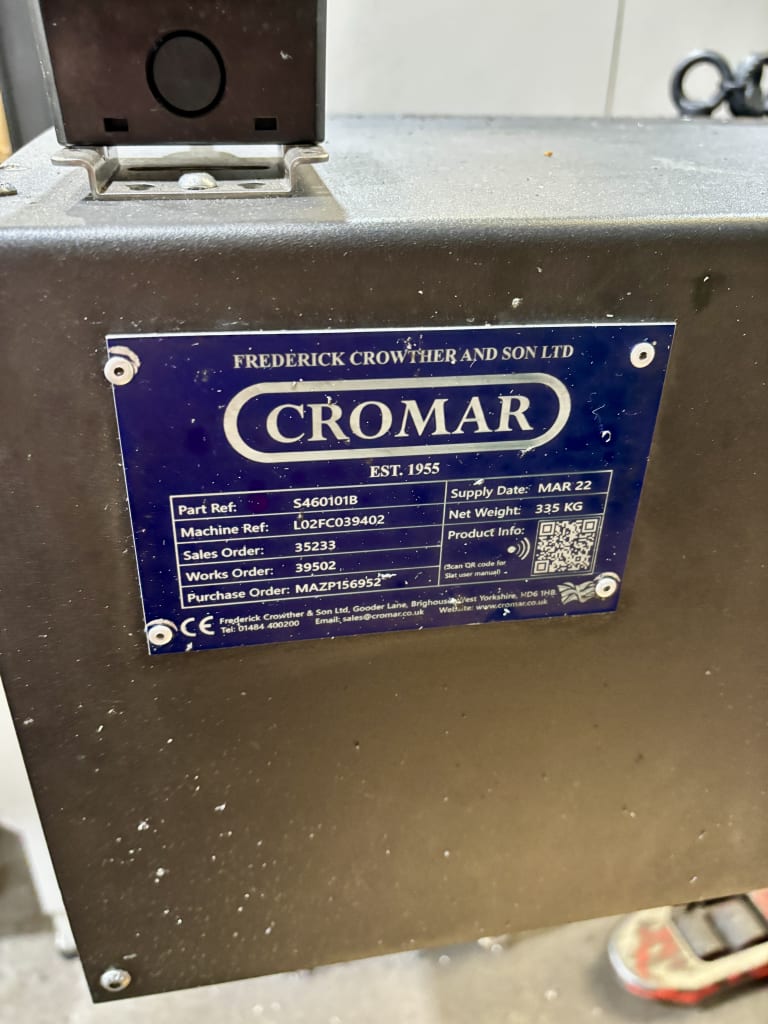 FREDERICK CROWTHER AND SON LTD
CROMAR
EST. 1955
Part Ref: S460101B
Machine Ref: L02FC039402
Sales Order: 35233
Works Order: 39502
Purchase Order: MAZP156952
Supply Date: MAR 22
Net Weight: 335 KG
Product Info:
(Scan QR code for
Slat user manual)
CE
Frederick Crowther & Son Ltd, Gooder Lane, Brighouse, West Yorkshire, HD6 1HB
Tel: 01484 400200 Email: sales@cromar.co.uk Website: www.cromar.co.uk